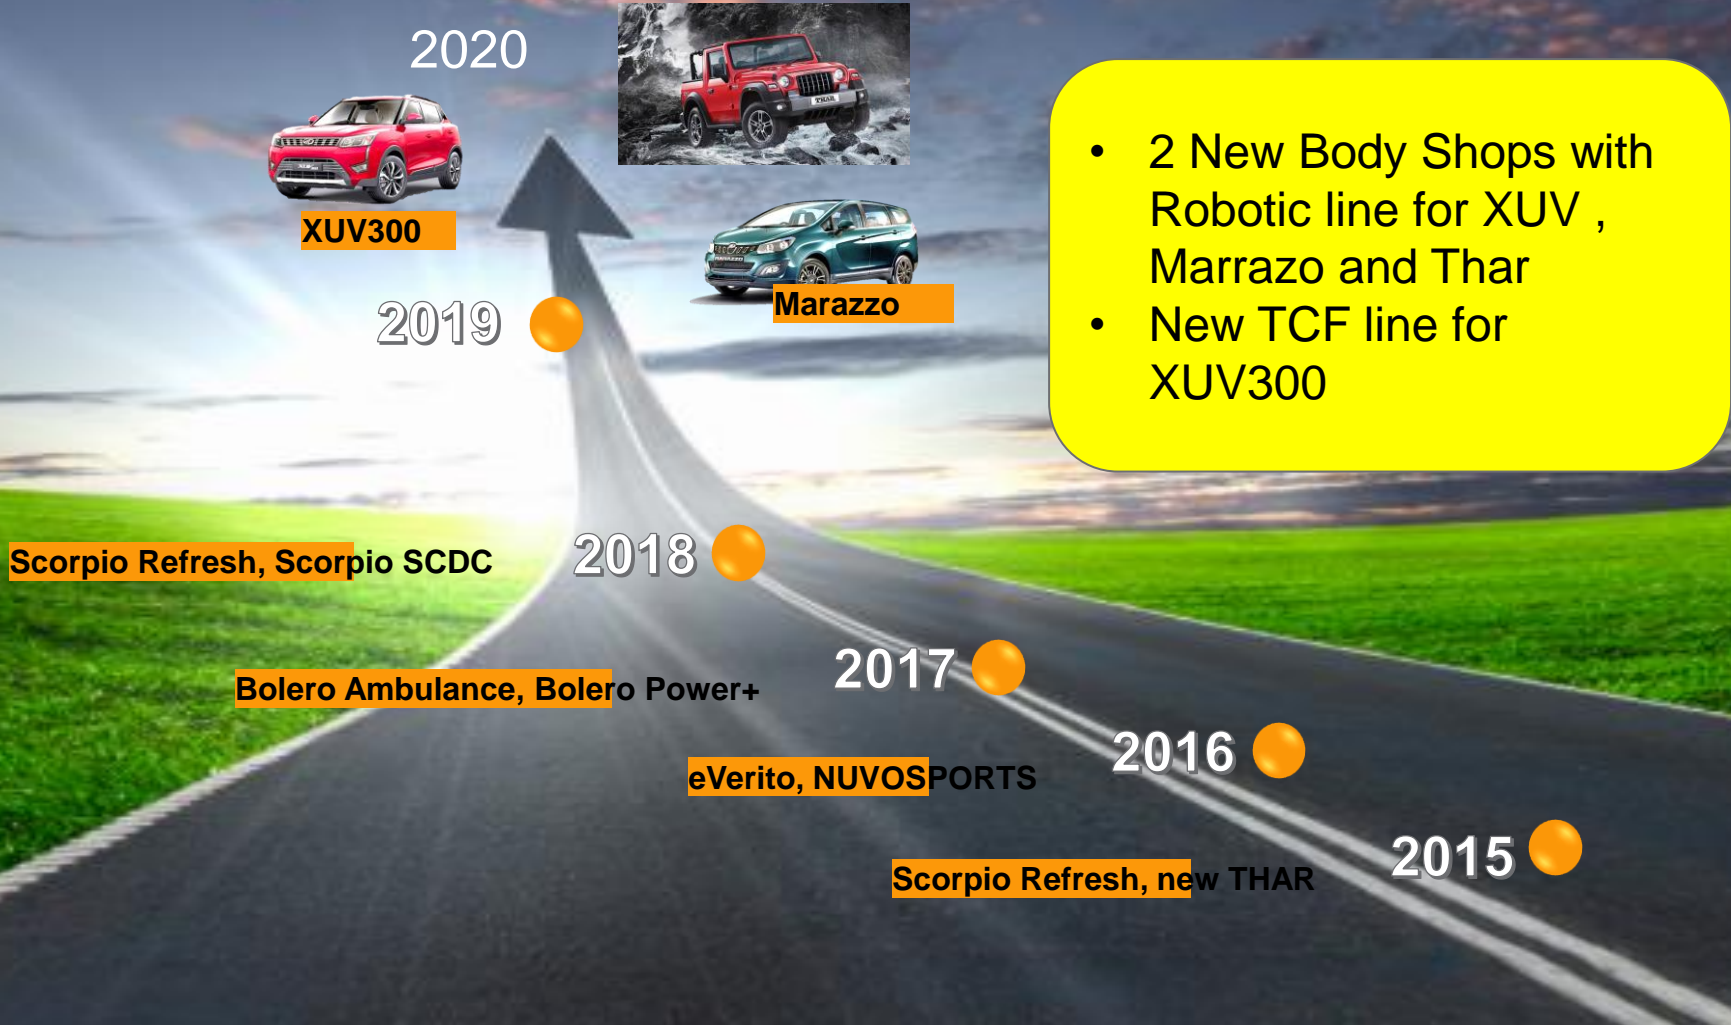 2020
THAR
XUV300
Marazzo
2019
• 2 New Body Shops with
Robotic line for XUV ,
Marrazo and Thar
• New TCF line for
XUV300
Scorpio Refresh, Scorpio SCDC
2018
Bolero Ambulance, Bolero Power+
2017
eVerito, NUVOSPORTS
2016
Scorpio Refresh, new THAR
2015